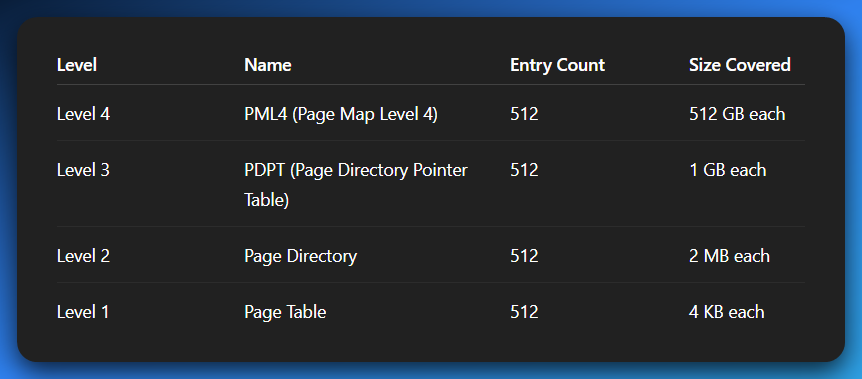 Level Name Entry Count Size Covered
Level 4 PML4 (Page Map Level 4) 512 512 GB each
Level 3 PDPT (Page Directory Pointer 512 1 GB each
Table)
Level 2 Page Directory 512 2 MB each
Level 1 Page Table 512 4 KB each